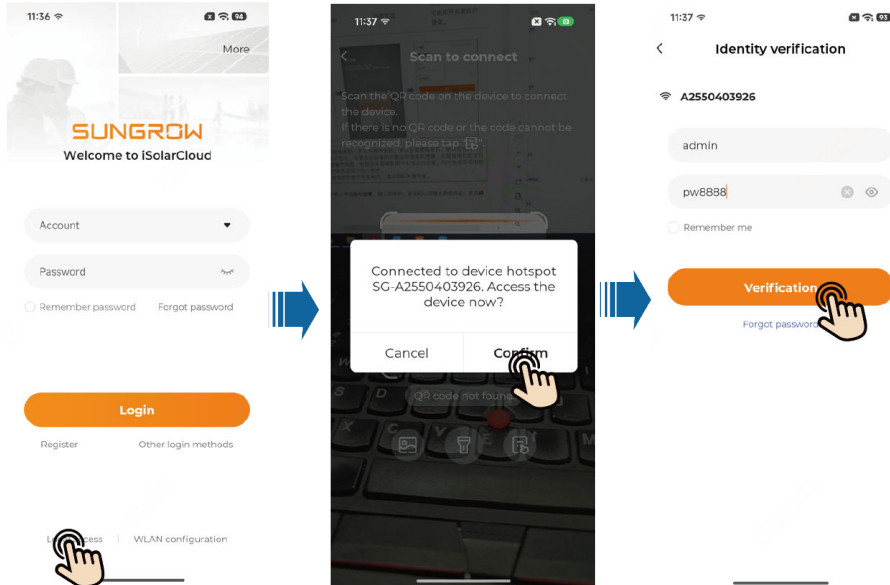 11:36
94
More
SUNGROW
Welcome to iSolarCloud
Account
Password
Remember password
Forgot password
Login
Register
Other login methods
WLAN configuration
11:37
Scan to connect
Scan the QR code on the device to connect
the device.
If there is no QR code or the code cannot be
recognized, please tap "
Connected to device hotspot
SG-A2550403926. Access the
device now?
Cancel
Confirm
QR code not found
11:37
93
Identity verification
A2550403926
admin
pw8888
Remember me
Verification
Forgot password